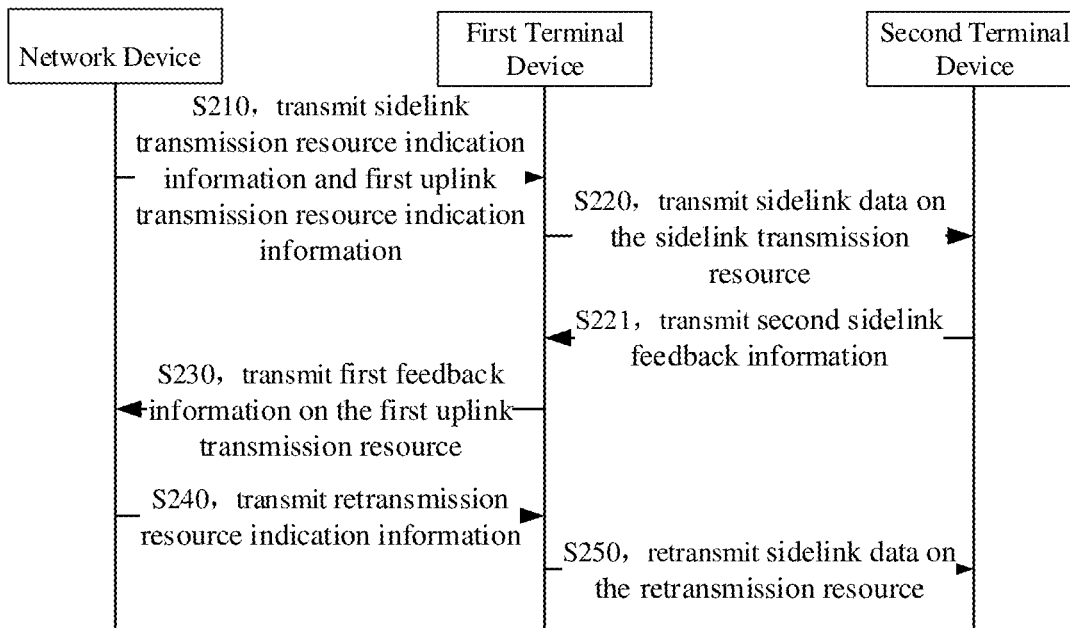 Network Device
First Terminal
Device
Second Terminal
Device
S210, transmit sidelink
transmission resource indication
information and first uplink
transmission resource indication
information
S220, transmit sidelink data on
the sidelink transmission
resource
S221, transmit second sidelink
feedback information
S230, transmit first feedback
information on the first uplink
transmission resource
S240, transmit retransmission
resource indication information
S250, retransmit sidelink data on
the retransmission resource